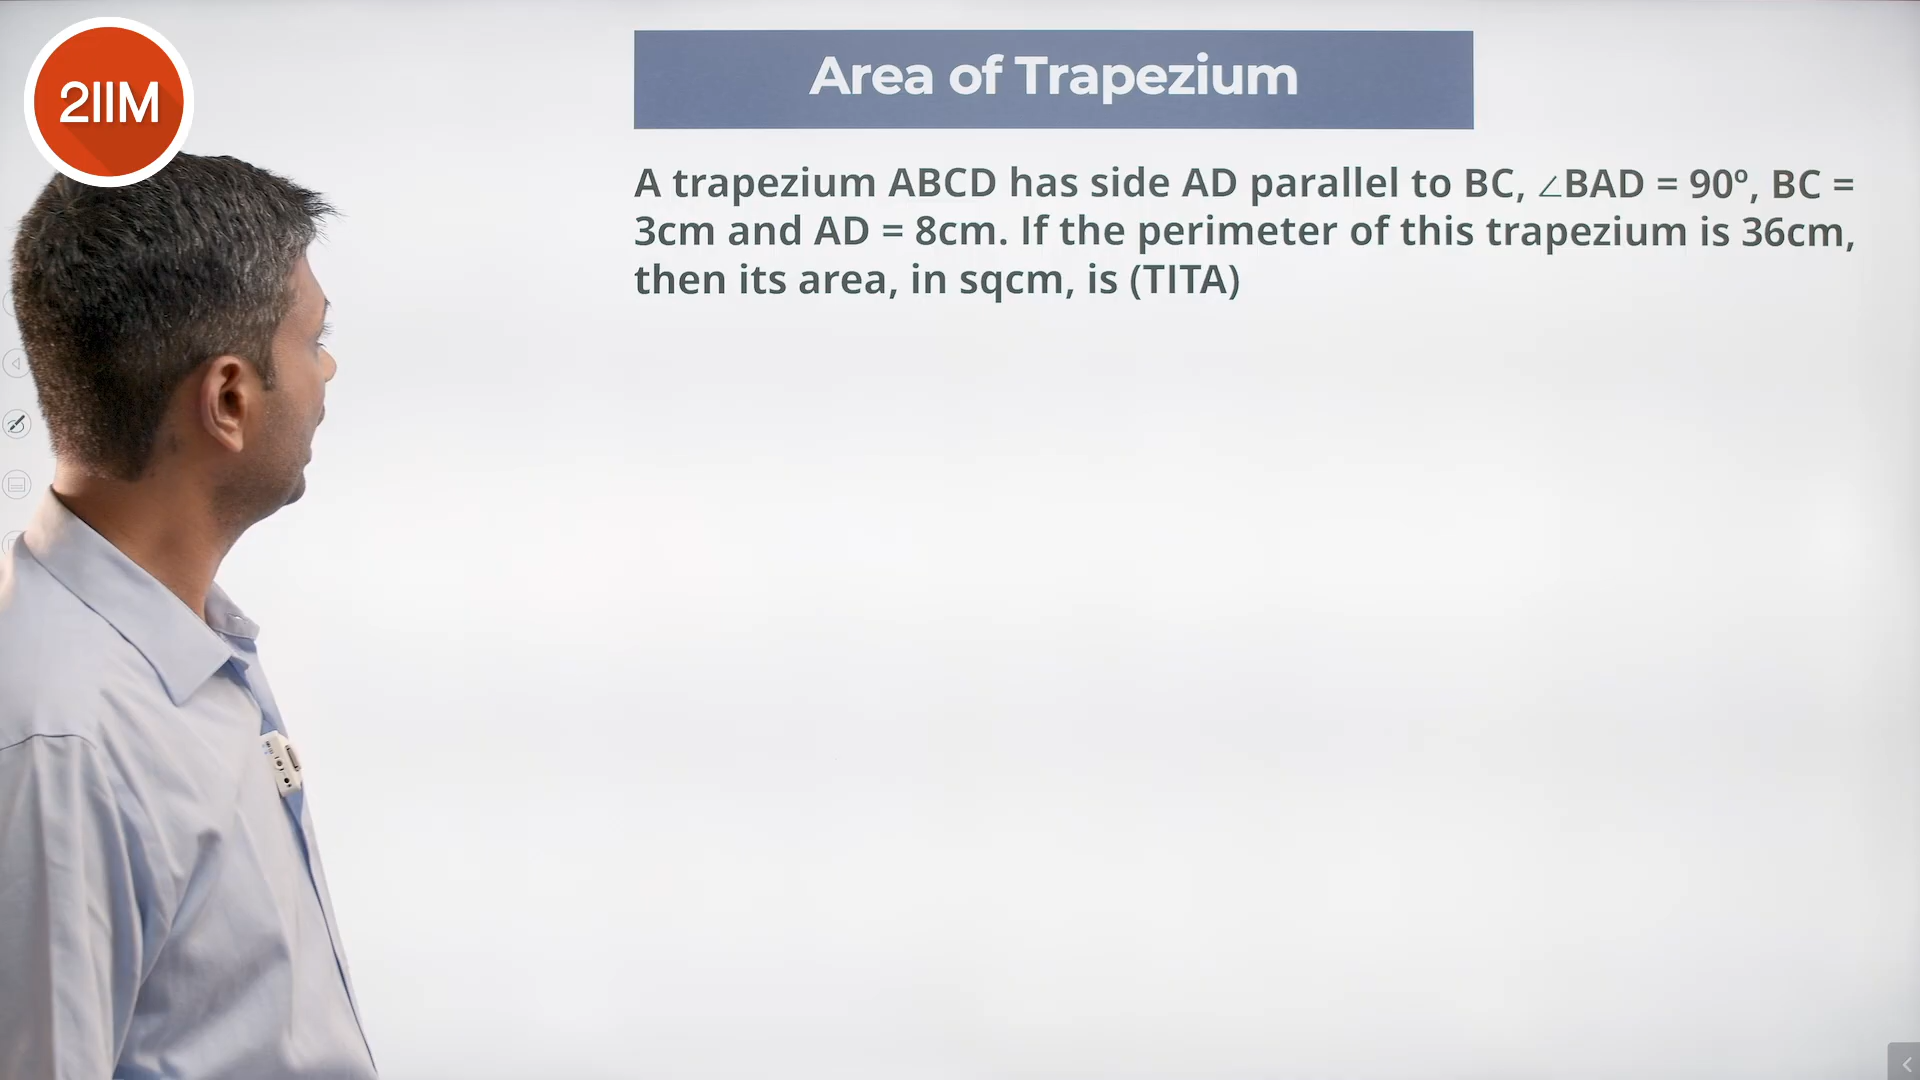 2IIM
Area of Trapezium
A trapezium ABCD has side AD parallel to BC, ∠BAD = 90º, BC =
3cm and AD = 8cm. If the perimeter of this trapezium is 36cm,
then its area, in sqcm, is (TITA)